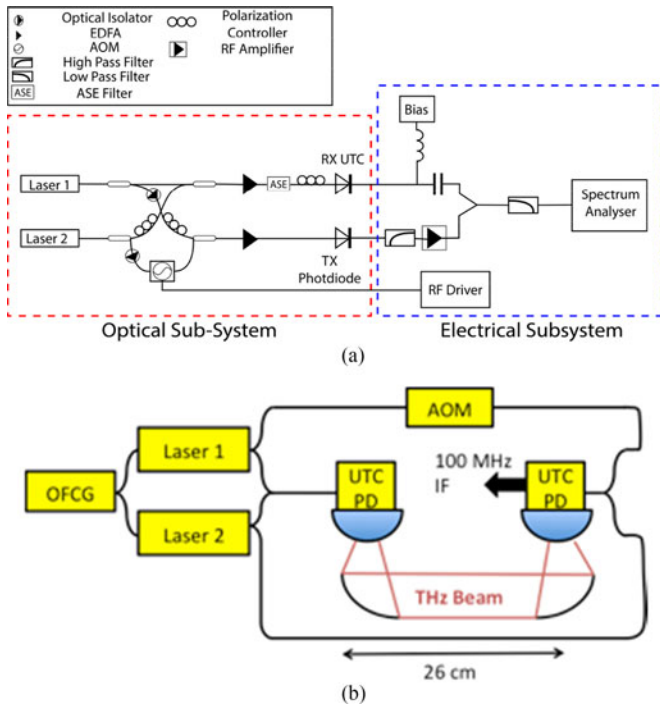 Optical Isolator
EDFA
AOM
High Pass Filter
Low Pass Filter
ASE ASE Filter
Polarization
Controller
RF Amplifier
Bias
RX UTC
Laser 1
ASE
Spectrum
Analyser
Laser 2
TX
Photdiode
RF Driver
Optical Sub-System
Electrical Subsystem
(a)
AOM
Laser 1
OFCG
UTC
PD
100 MHz
IF
UTC
PD
Laser 2
THz Beam
26 cm
(b)